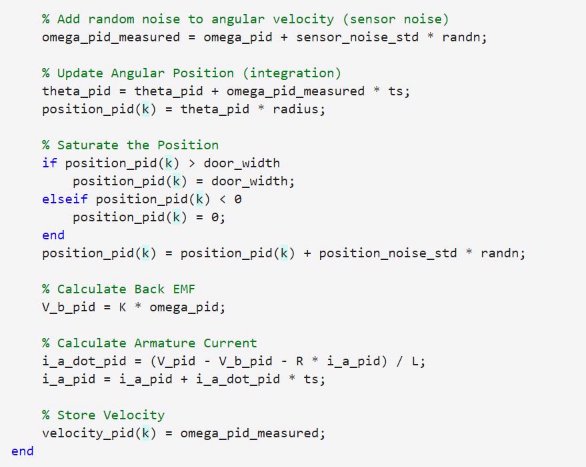 % Add random noise to angular velocity (sensor noise)
omega_pid_measured = omega_pid + sensor_noise_std * randn;
% Update Angular Position (integration)
theta_pid = theta_pid + omega_pid_measured * ts;
position_pid(k) = theta_pid * radius;
% Saturate the Position
if position_pid(k) > door_width
position_pid(k) = door_width;
elseif position_pid(k) < 0
position_pid(k) = 0;
end
position_pid(k) = position_pid(k) + position_noise_std * randn;
% Calculate Back EMF
V_b_pid = K * omega_pid;
% Calculate Armature Current
i_a_dot_pid = (V_pid - V_b_pid - R * i_a_pid) / L;
i_a_pid = i_a_pid + i_a_dot_pid * ts;
% Store Velocity
velocity_pid(k) = omega_pid_measured;
end